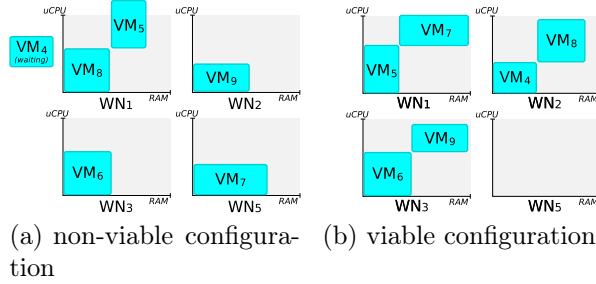 uCPU
VM4
(waiting)
VM5
VM8
RAM
WN1
uCPU
VM9
RAM
WN2
uCPU
VM6
RAM
WN3
uCPU
VM7
RAM
WN5
(a) non-viable configura-
tion
uCPU
VM7
VM5
RAM
WN1
uCPU
VM8
VM4
RAM
WN2
uCPU
VM9
VM6
RAM
WN3
uCPU
RAM
WN5
(b) viable configuration